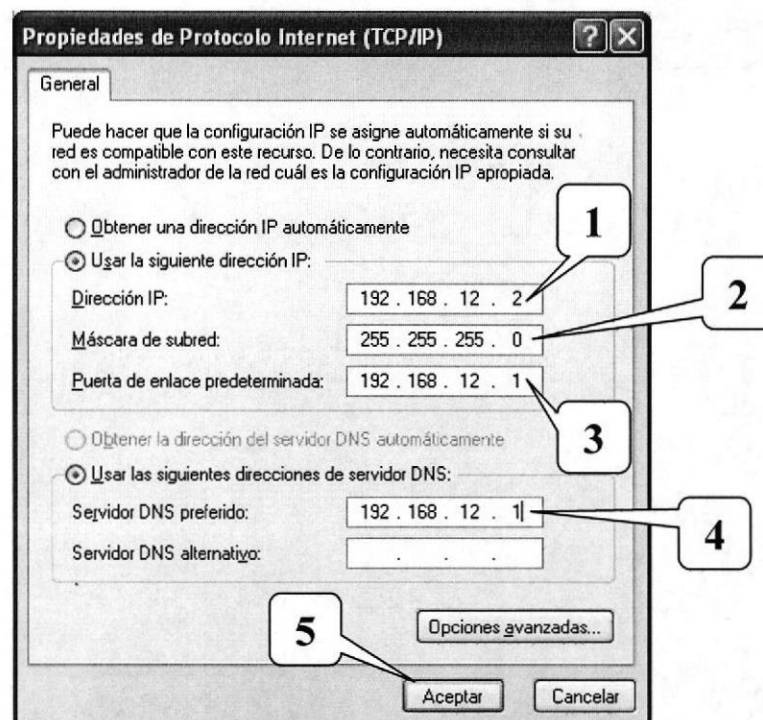 Propiedades de Protocolo Internet (TCP/IP)
General
Puede hacer que la configuración IP se asigne automáticamente si su
red es compatible con este recurso. De lo contrario, necesita consultar
con el administrador de la red cuál es la configuración IP apropiada.
Obtener una dirección IP automáticamente
1
Usar la siguiente dirección IP:
Dirección IP: 192 . 168 . 12 . 2
2
Máscara de subred: 255 . 255 . 255 . 0
Puerta de enlace predeterminada: 192 . 168 . 12 . 1
3
Obtener la dirección del servidor DNS automáticamente
Usar las siguientes direcciones de servidor DNS:
Servidor DNS preferido: 192 . 168 . 12 . 1
4
Servidor DNS alternativo: . . .
5
Opciones avanzadas...
Aceptar Cancelar